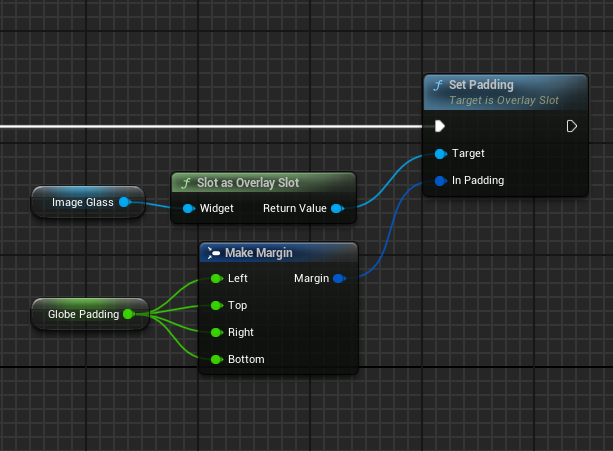 f Set Padding
Target is Overlay Slot
Target
In Padding
f Slot as Overlay Slot
Image Glass
Widget Return Value
Make Margin
Left Margin
Top
Globe Padding
Right
Bottom